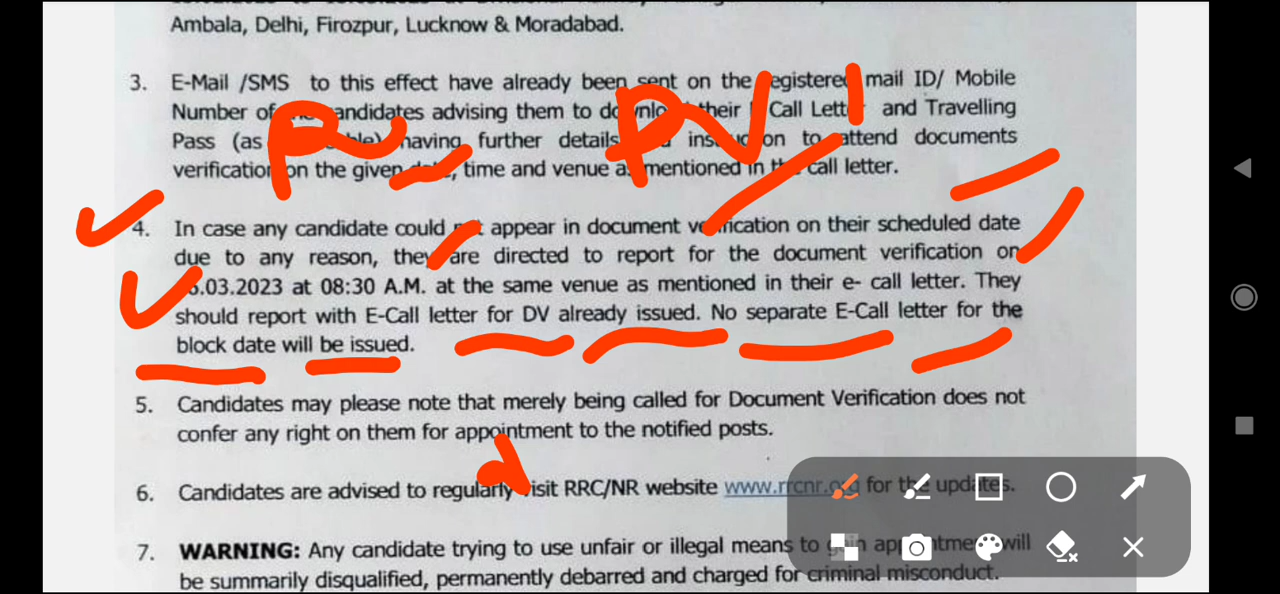 Ambala, Delhi, Firozpur, Lucknow & Moradabad.
3. E-Mail /SMS to this effect have already been sent on the registered mail ID/ Mobile
Number of candidates advising them to their Call Letter and Travelling
Pass (as having further details to attend documents
verification on the given time and venue as mentioned in the call letter.
4. In case any candidate could not appear in document verification on their scheduled date
due to any reason, they are directed to report for the document verification on
.03.2023 at 08:30 A.M. at the same venue as mentioned in their e- call letter. They
should report with E-Call letter for DV already issued. No separate E-Call letter for the
block date will be issued.
5. Candidates may please note that merely being called for Document Verification does not
confer any right on them for appointment to the notified posts.
6. Candidates are advised to regularly visit RRC/NR website www.rrcnr.org for the updates.
7. WARNING: Any candidate trying to use unfair or illegal means to gain appointment will
be summarily disqualified, permanently debarred and charged for criminal misconduct.